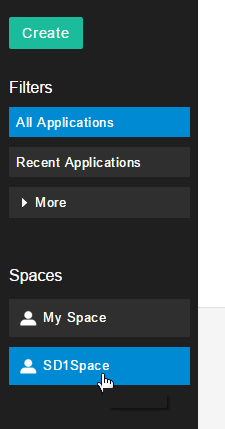 Create
Filters
All Applications
Recent Applications
More
Spaces
My Space
SD1Space